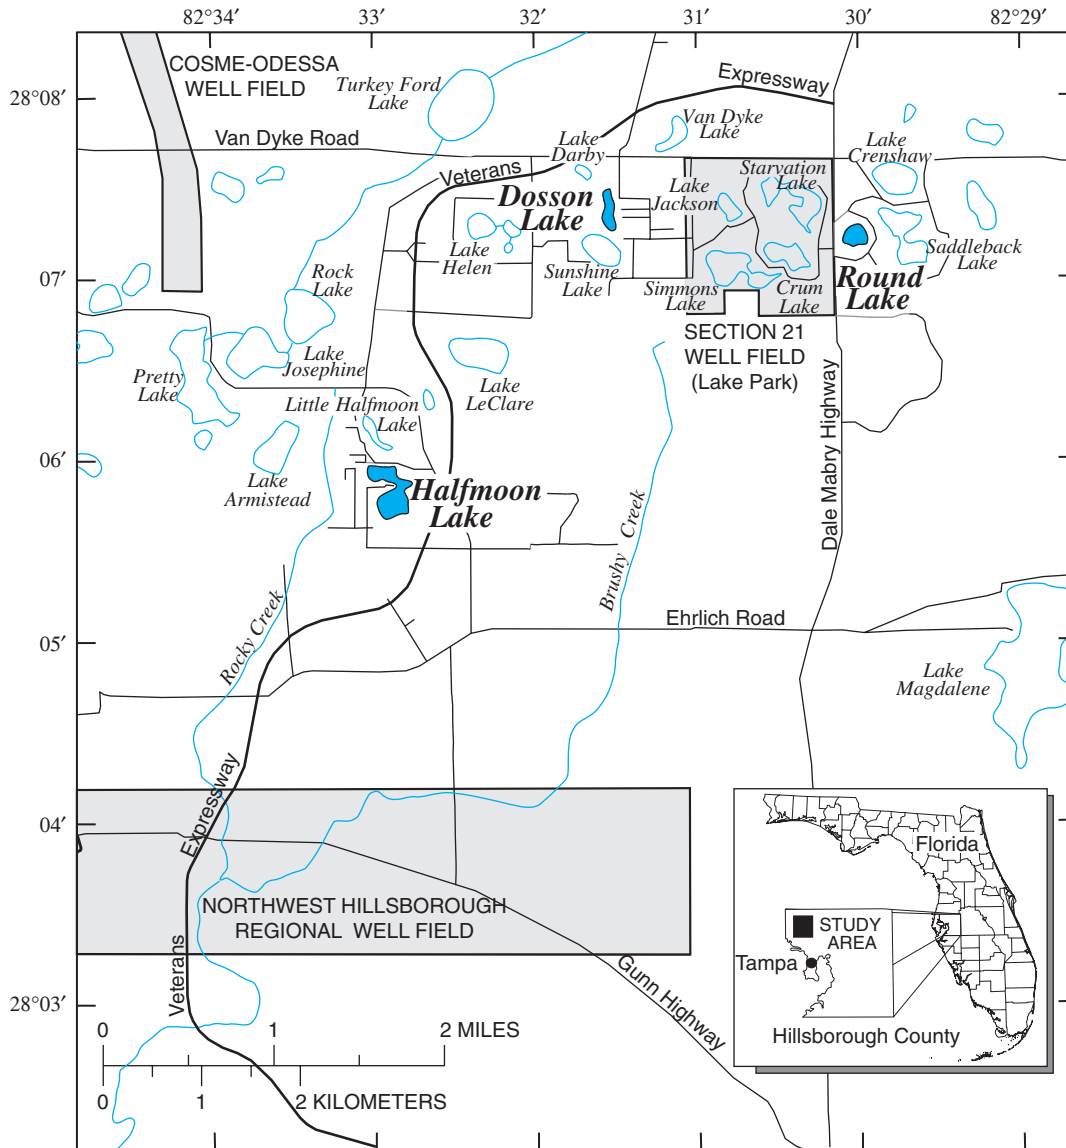 82°34′
33′
32′
31′
30′
82°29′
COSME-ODESSA
WELL FIELD
Turkey Ford
Lake
Expressway
28°08′
Van Dyke Road
Van Dyke
Lake
Lake
Darby
Lake
Crenshaw
Veterans
Starvation
Lake
Dosson
Lake
Lake
Jackson
Lake
Helen
Sunshine
Lake
Saddleback
Lake
Rock
Lake
07′
Simmons
Lake
Crum
Lake
Round
Lake
SECTION 21
WELL FIELD
(Lake Park)
Lake
Josephine
Pretty
Lake
Lake
LeClare
Little Halfmoon
Lake
Dale Mabry Highway
06′
Lake
Armistead
Halfmoon
Lake
Brushy Creek
Rocky Creek
05′
Ehrlich Road
Lake
Magdalene
Expressway
04′
Florida
NORTHWEST HILLSBOROUGH
REGIONAL WELL FIELD
STUDY
AREA
Tampa
Veterans
Gunn Highway
28°03′
Hillsborough County
0 1 2 MILES
0 1 2 KILOMETERS